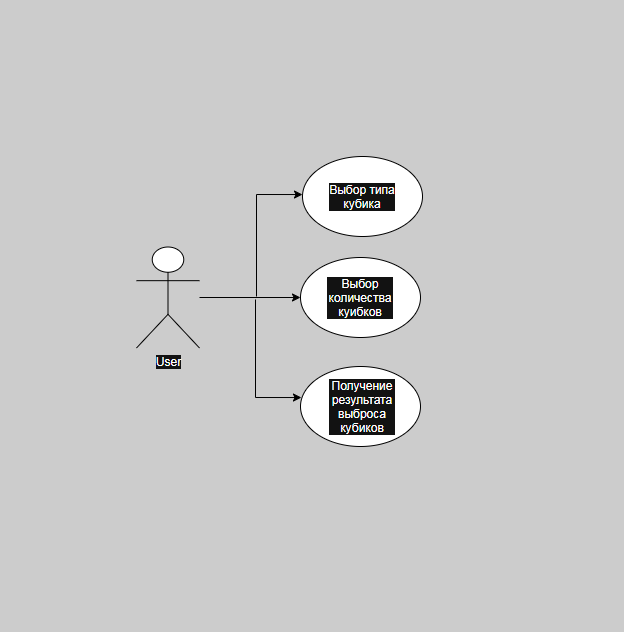 Выбор типа
кубика
Выбор
количества
куибков
User
Получение
результата
выброса
кубиков